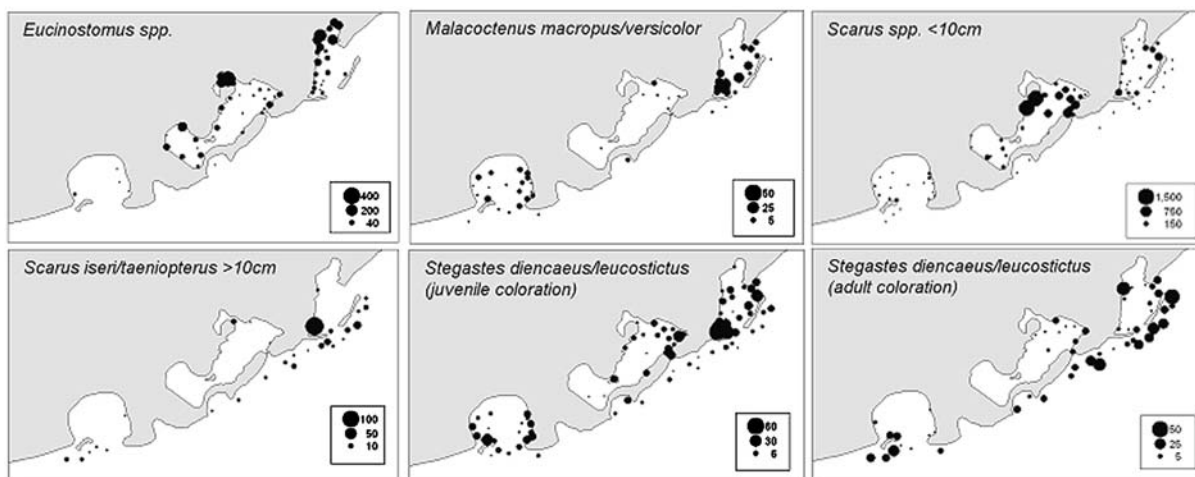 Eucinostomus spp.
400
200
40
Malacoctenus macropus/versicolor
50
25
5
Scarus spp. <10cm
1,500
750
150
Scarus iseri/taeniopterus >10cm
100
50
10
Stegastes diencaeus/leucostictus
(juvenile coloration)
60
30
6
Stegastes diencaeus/leucostictus
(adult coloration)
50
25
5